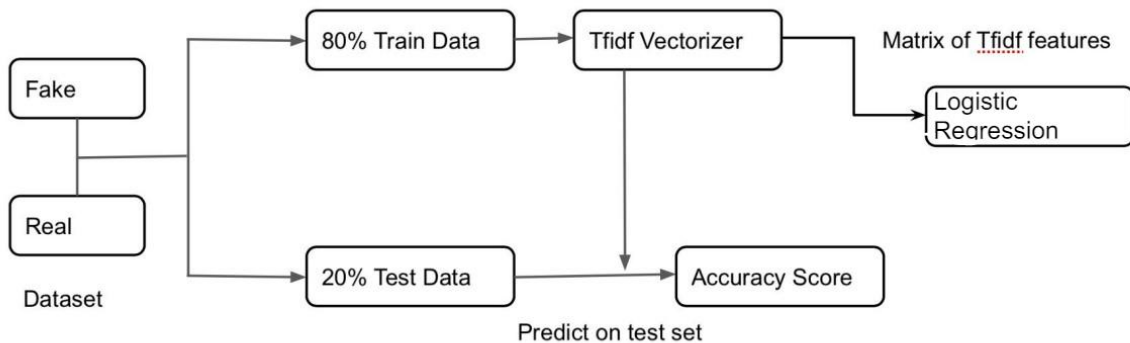 80% Train Data
Tfidf Vectorizer
Matrix of Tfidf features
Fake
Logistic
Regression
Real
20% Test Data
Accuracy Score
Dataset
Predict on test set